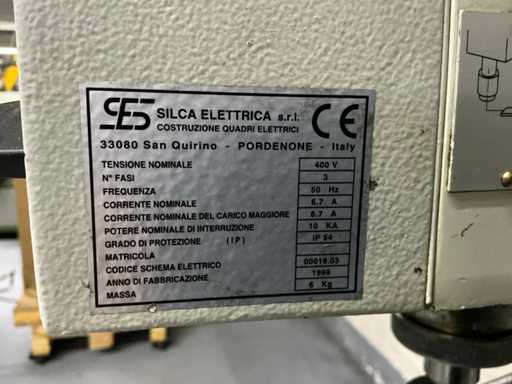 SES SILCA ELETTRICA s.r.l. CE
COSTRUZIONE QUADRI ELETTRICI
33080 San Quirino - PORDENONE - Italy
TENSIONE NOMINALE 400 V
N° FASI 3
FREQUENZA 50 Hz
CORRENTE NOMINALE 6.7 A
CORRENTE NOMINALE DEL CARICO MAGGIORE 6.7 A
POTERE NOMINALE DI INTERRUZIONE 10 KA
GRADO DI PROTEZIONE (IP) IP 54
MATRICOLA
CODICE SCHEMA ELETTRICO 00018.03
ANNO DI FABBRICAZIONE 1999
MASSA 6 Kg